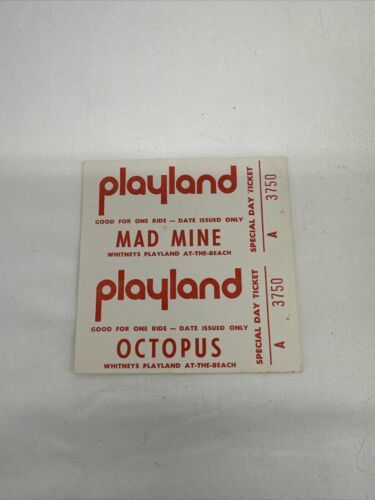 playland
GOOD FOR ONE RIDE — DATE ISSUED ONLY
MAD MINE
WHITNEYS PLAYLAND AT-THE-BEACH
SPECIAL DAY TICKET
A 3750
playland
GOOD FOR ONE RIDE — DATE ISSUED ONLY
OCTOPUS
WHITNEYS PLAYLAND AT-THE-BEACH
SPECIAL DAY TICKET
A 3750